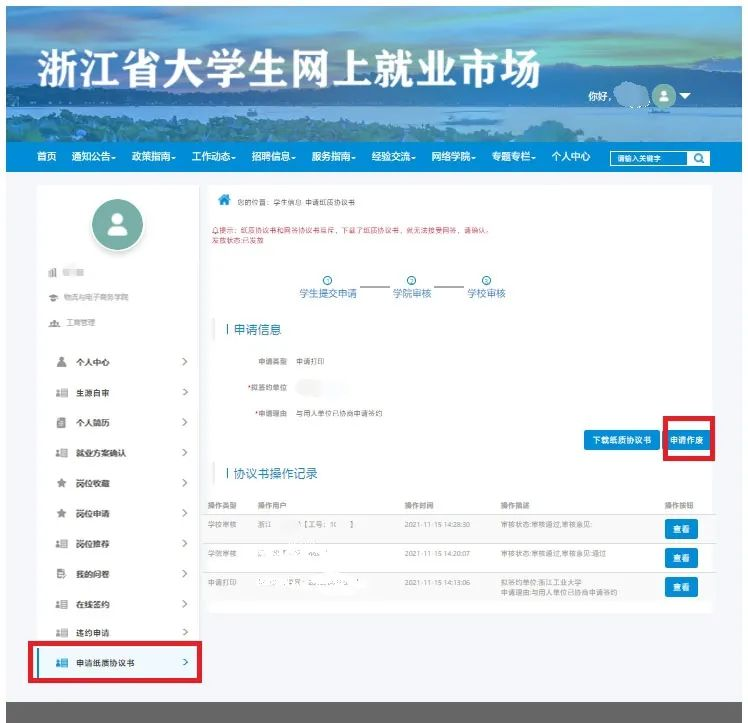 浙江省大学生网上就业市场
你好,
首页 通知公告 政策指南 工作动态 招聘信息 服务指南 经验交流 网络学院 专题专栏 个人中心 请输入关键字
您的位置：学生信息 申请纸质协议书
提示：纸质协议书和网签协议书互斥，下载了纸质协议书，就无法接受网签，请确认。
发放状态:已发放
物流与电子商务学院
工商管理
个人中心
生源自审
个人简历
就业方案确认
岗位收藏
岗位申请
岗位推荐
我的问卷
在线签约
违约申请
申请纸质协议书
1 2 3
学生提交申请 学院审核 学校审核
申请信息
申请类型 申请打印
*拟签约单位
*申请理由 与用人单位已协商申请签约
下载纸质协议书 申请作废
协议书操作记录
操作类型 操作用户 操作时间 操作描述 操作按钮
学校审核 浙江 【工号：10 】 2021-11-15 14:28:30 审核状态:审核通过,审核意见: 查看
学院审核 2021-11-15 14:20:07 审核状态:审核通过,审核意见:通过 查看
申请打印 2021-11-15 14:13:06 拟签约单位:浙江工业大学 查看
申请理由:与用人单位已协商申请签约